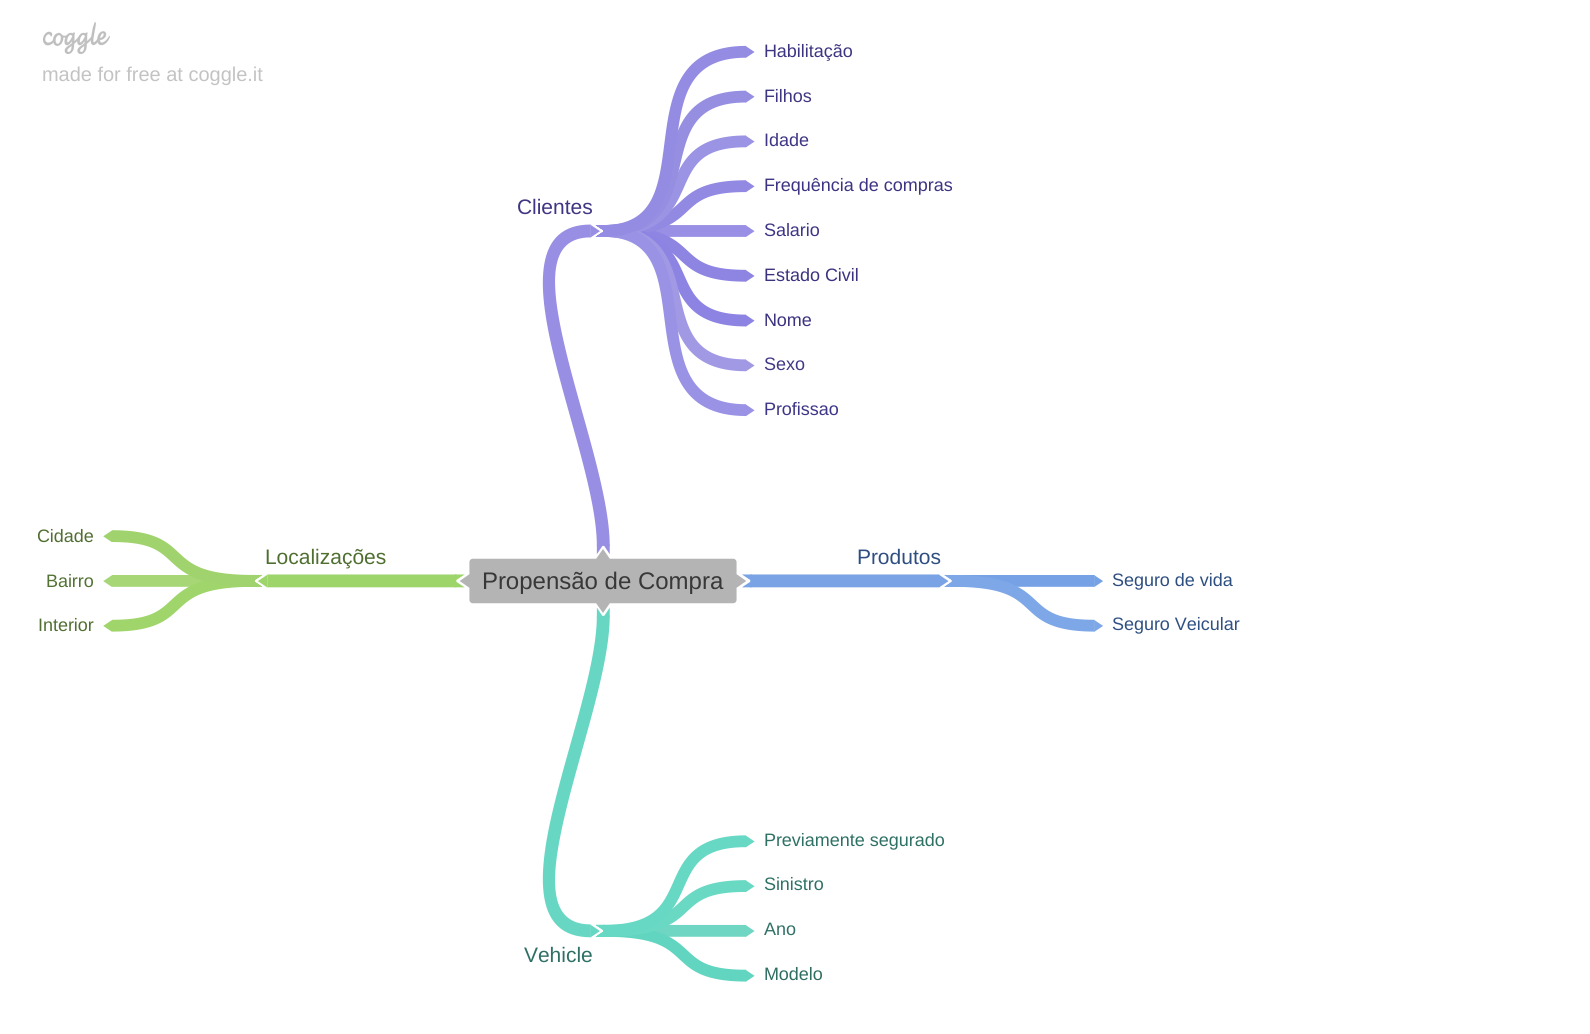 coggle
made for free at coggle.it
Habilitação
Filhos
Idade
Frequência de compras
Clientes
Salario
Estado Civil
Nome
Sexo
Profissao
Cidade
Localizações
Bairro
Interior
Propensão de Compra
Produtos
Seguro de vida
Seguro Veicular
Previamente segurado
Sinistro
Ano
Vehicle
Modelo